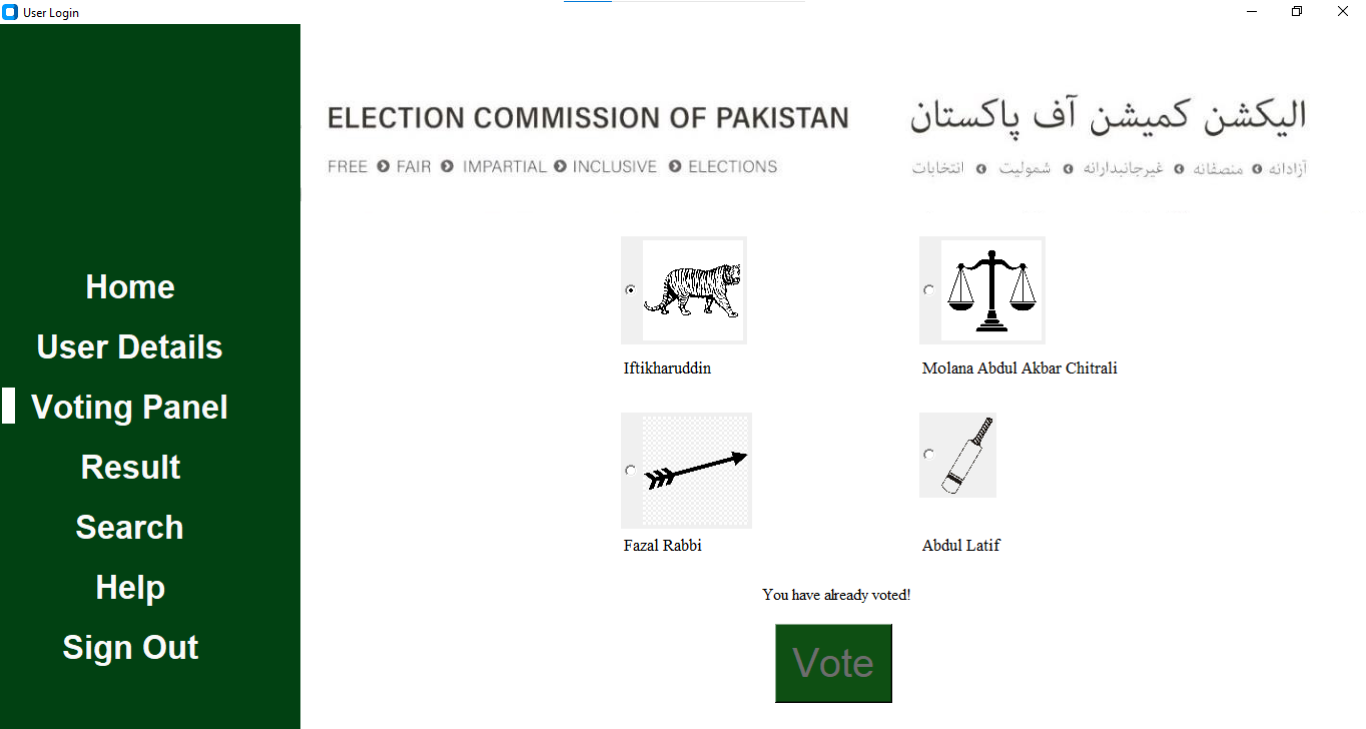 User Login
ELECTION COMMISSION OF PAKISTAN
الیکشن کمیشن آف پاکستان
FREE FAIR IMPARTIAL INCLUSIVE ELECTIONS
آزادانہ منصفانہ غیرجانبدارانہ شمولیت انتخابات
Home
User Details
Voting Panel
Result
Search
Help
Sign Out
Iftikharuddin
Molana Abdul Akbar Chitrali
Fazal Rabbi
Abdul Latif
You have already voted!
Vote